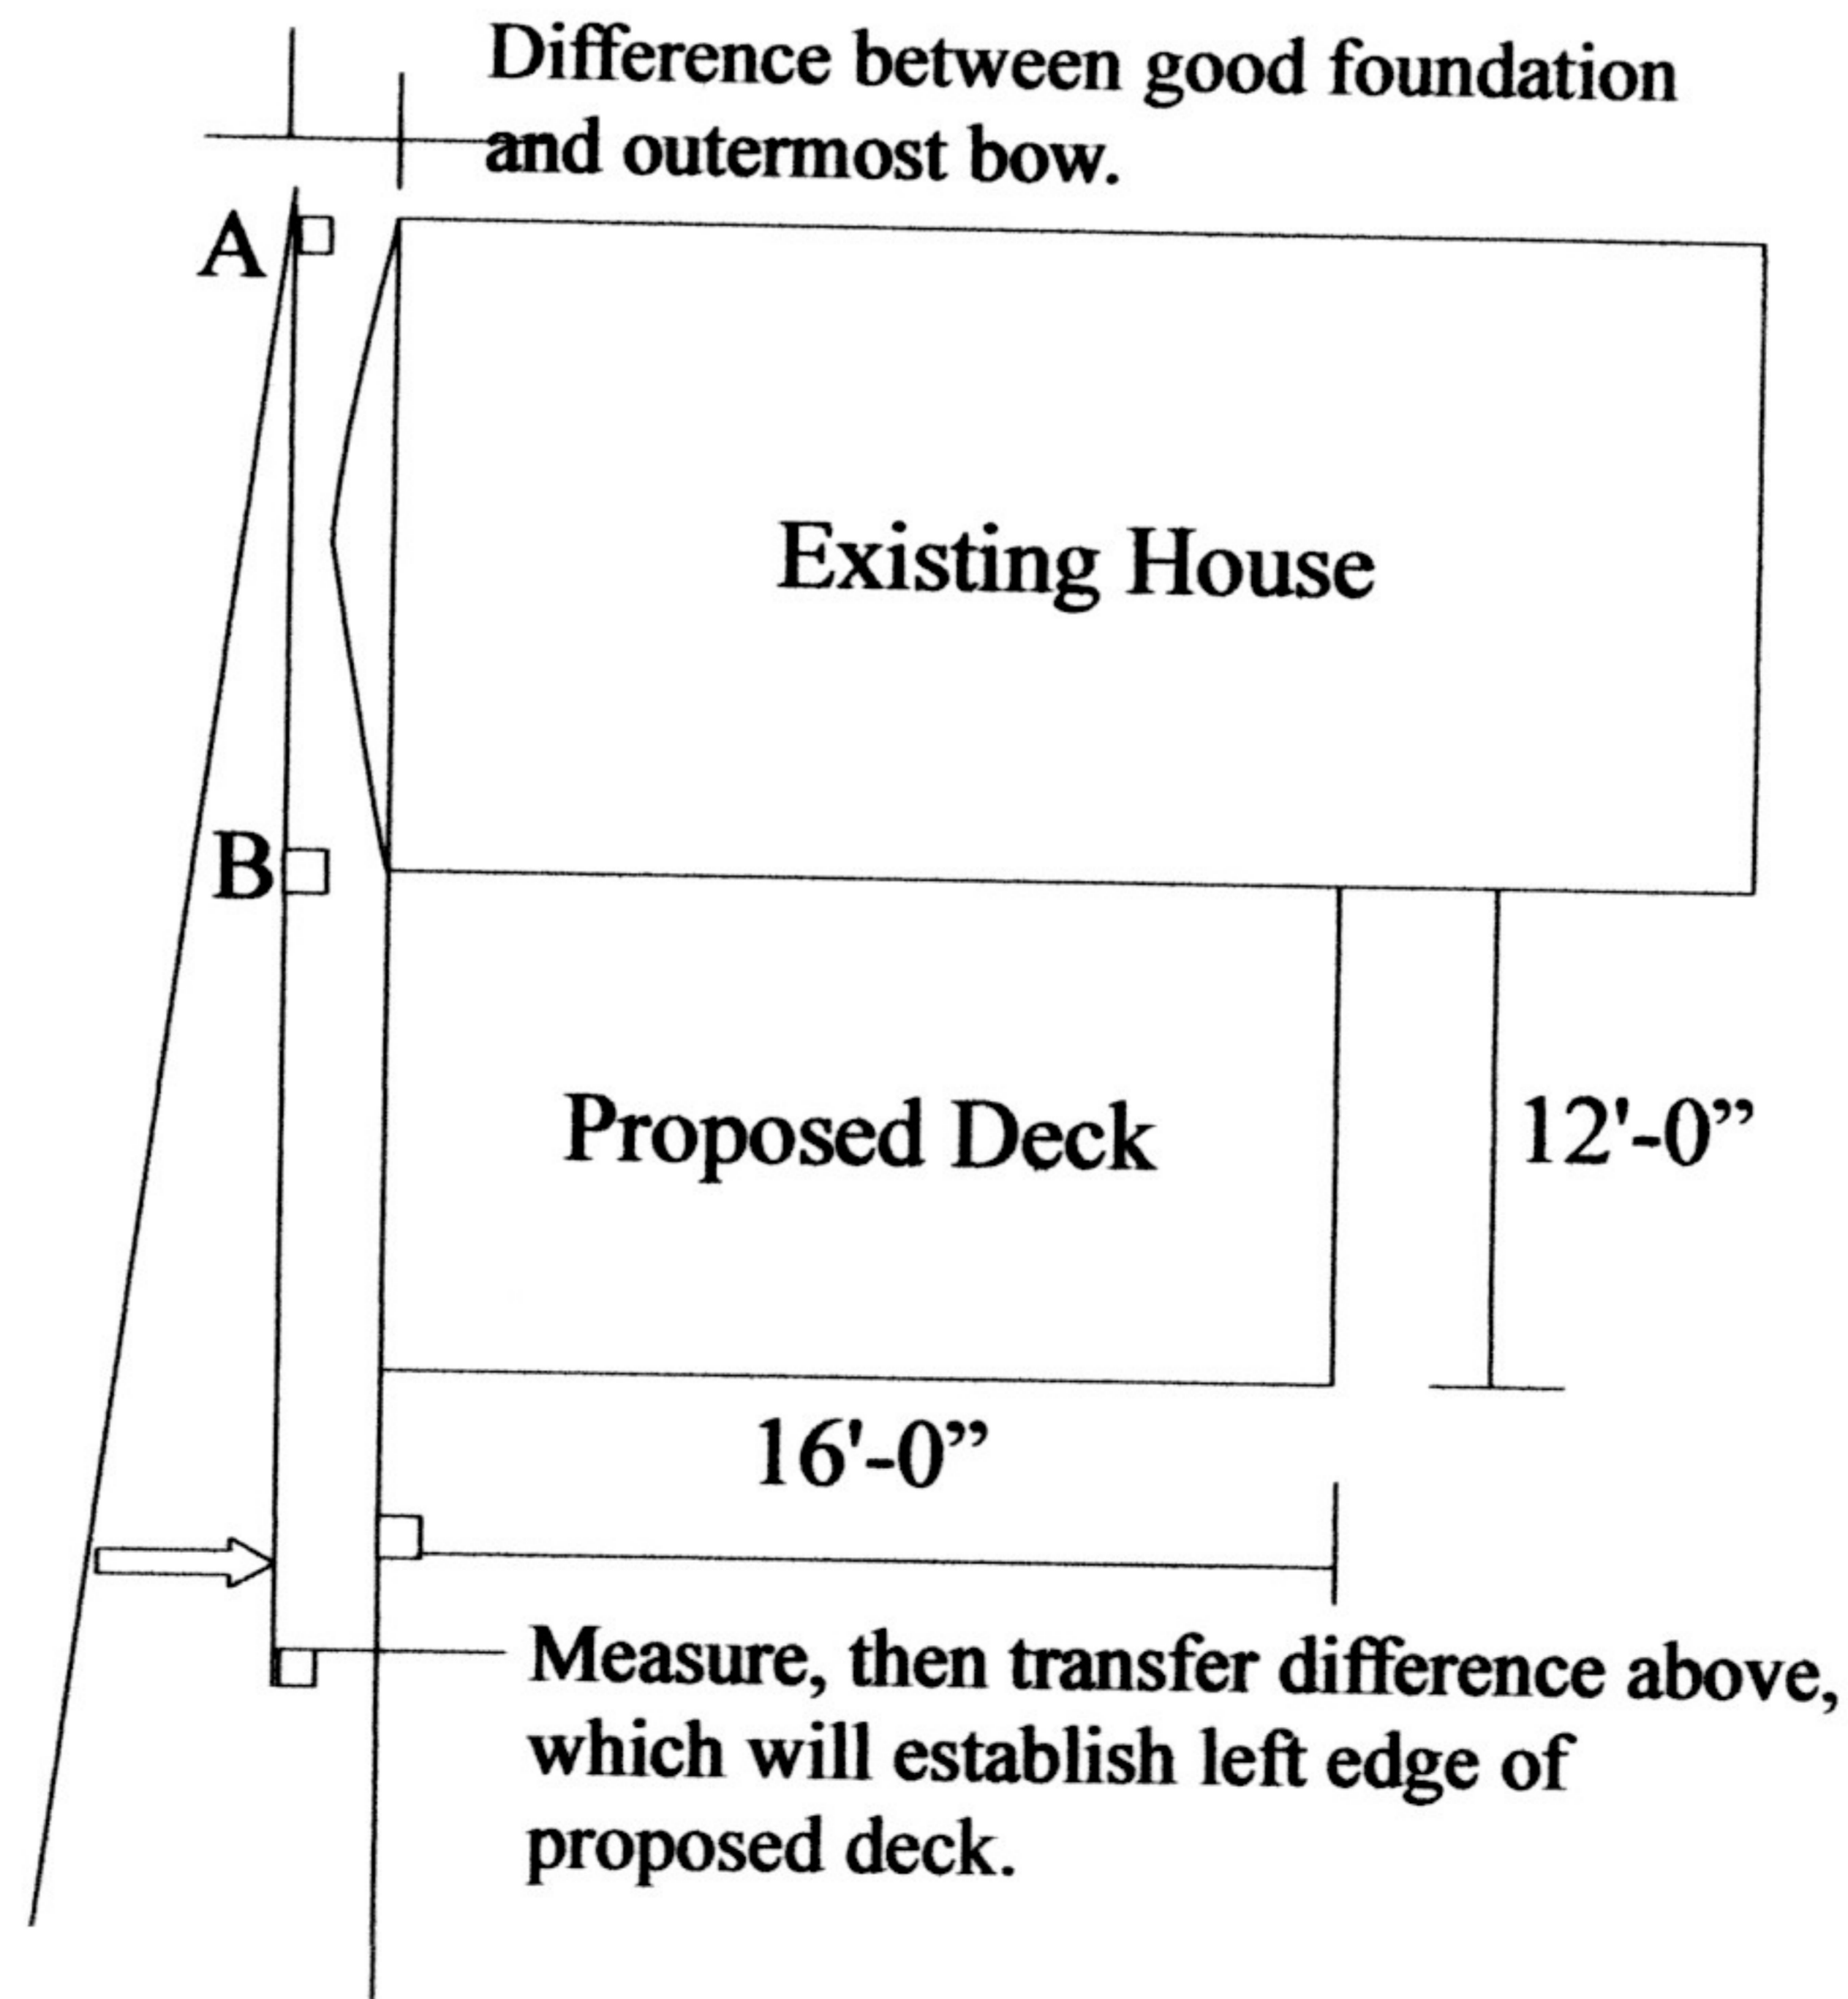 Difference between good foundation
and outermost bow.
A
Existing House
B
Proposed Deck
12'-0”
16'-0”
Measure, then transfer difference above,
which will establish left edge of
proposed deck.